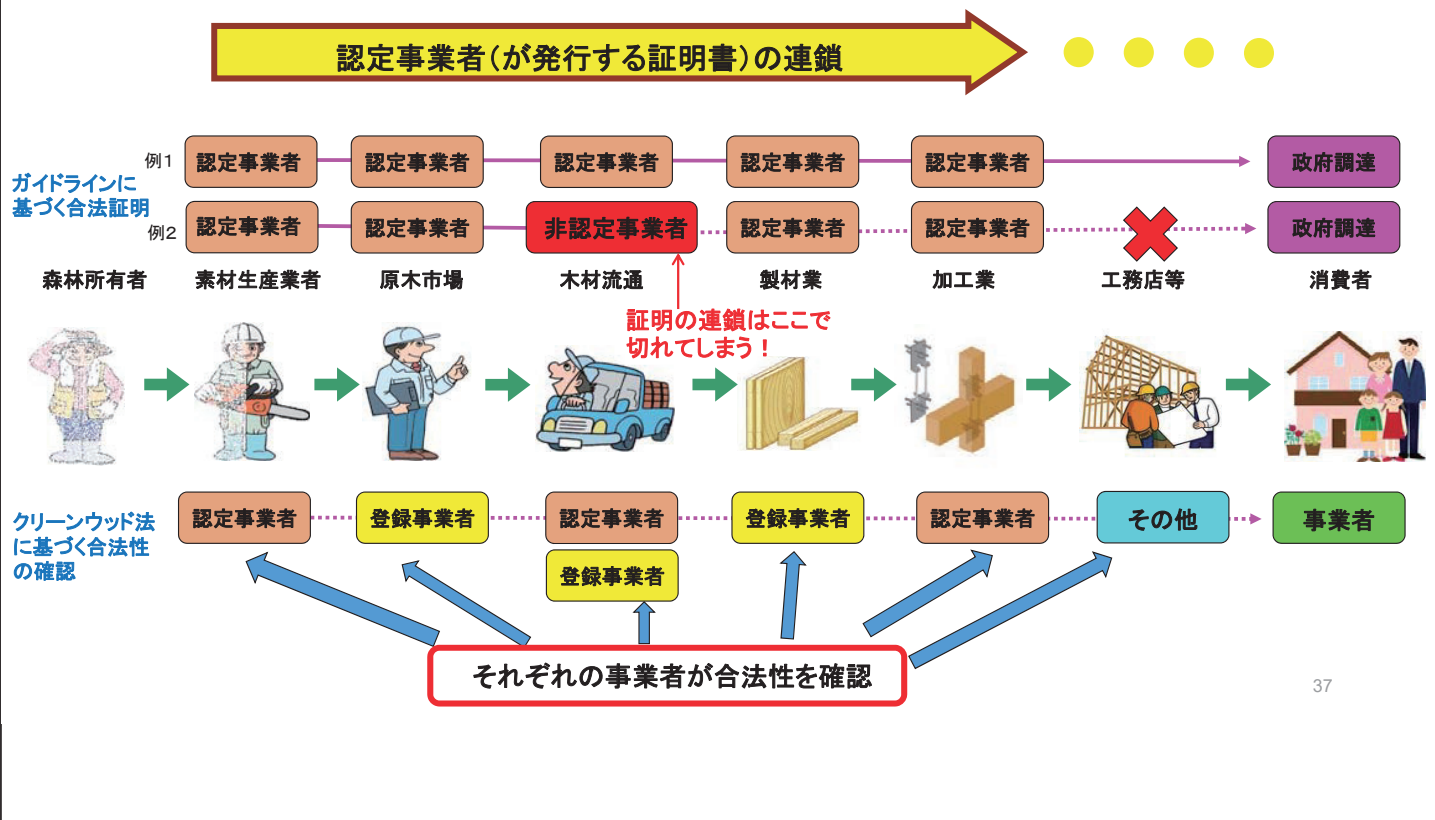 認定事業者(が発行する証明書)の連鎖
例1
認定事業者
認定事業者
認定事業者
認定事業者
認定事業者
政府調達
ガイドラインに
基づく合法証明
例2
認定事業者
認定事業者
非認定事業者
認定事業者
認定事業者
政府調達
森林所有者
素材生産業者
原木市場
木材流通
製材業
加工業
工務店等
消費者
証明の連鎖はここで
切れてしまう!
クリーンウッド法
に基づく合法性
の確認
認定事業者
登録事業者
認定事業者
登録事業者
認定事業者
その他
事業者
登録事業者
それぞれの事業者が合法性を確認
37